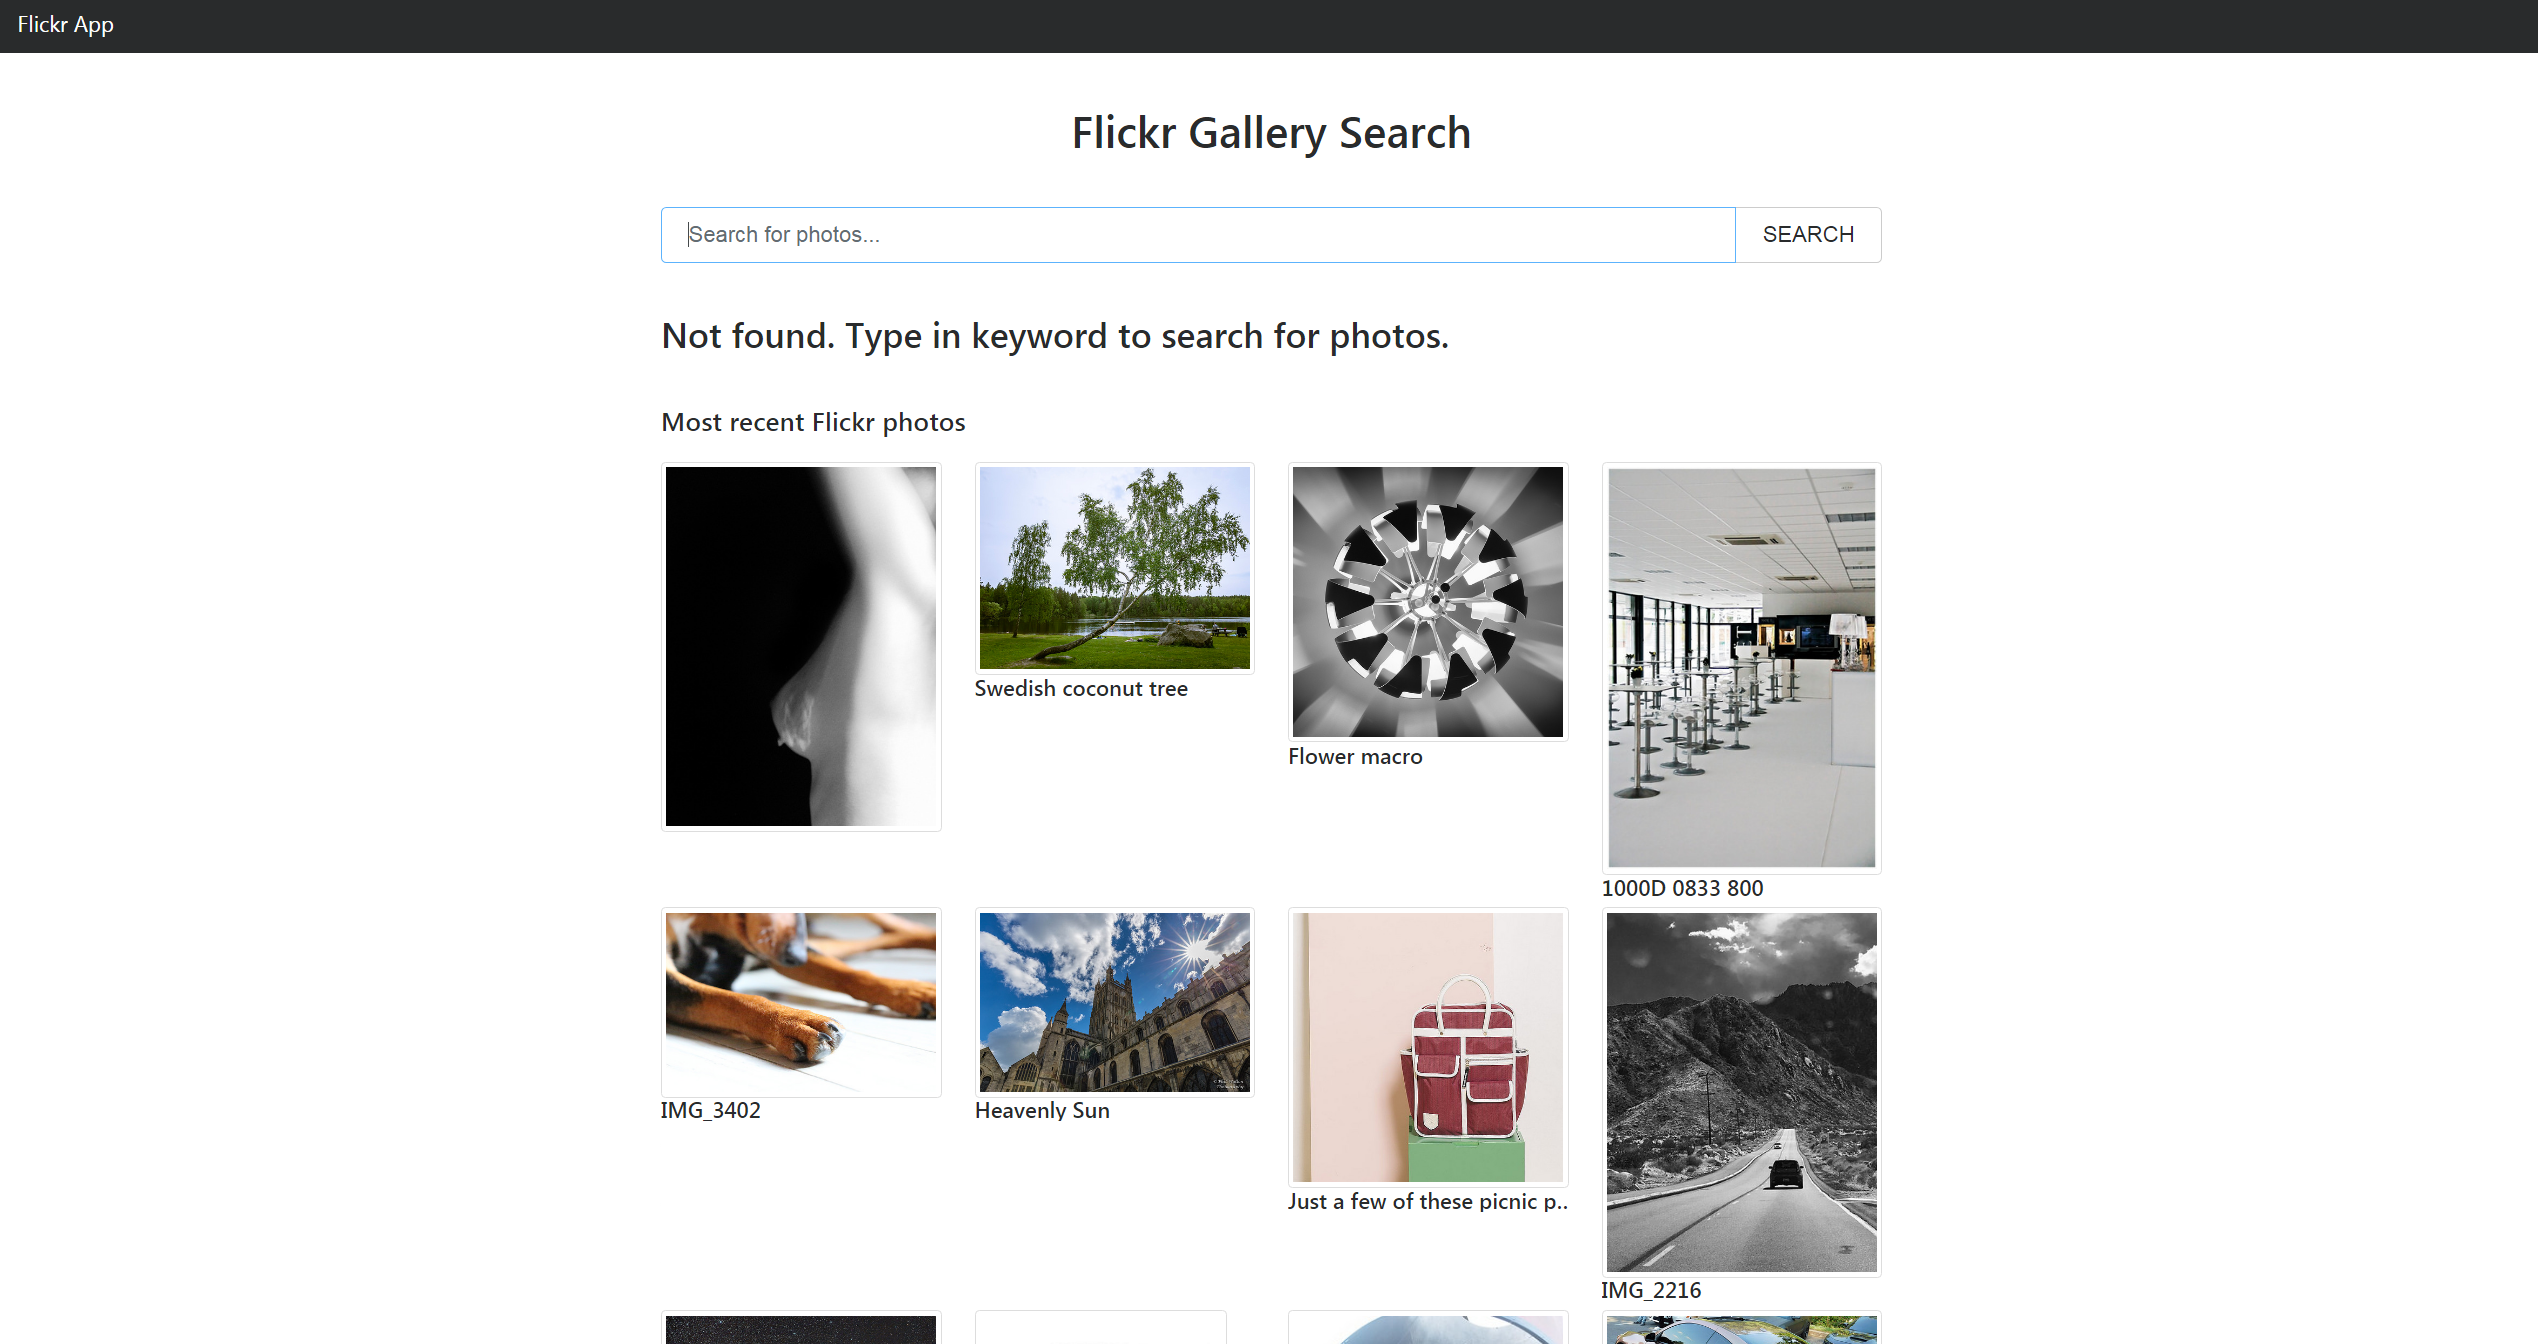 Flickr App
Flickr Gallery Search
Search for photos...
SEARCH
Not found. Type in keyword to search for photos.
Most recent Flickr photos
Swedish coconut tree
Flower macro
1000D 0833 800
IMG_3402
Heavenly Sun
Just a few of these picnic p..
IMG_2216